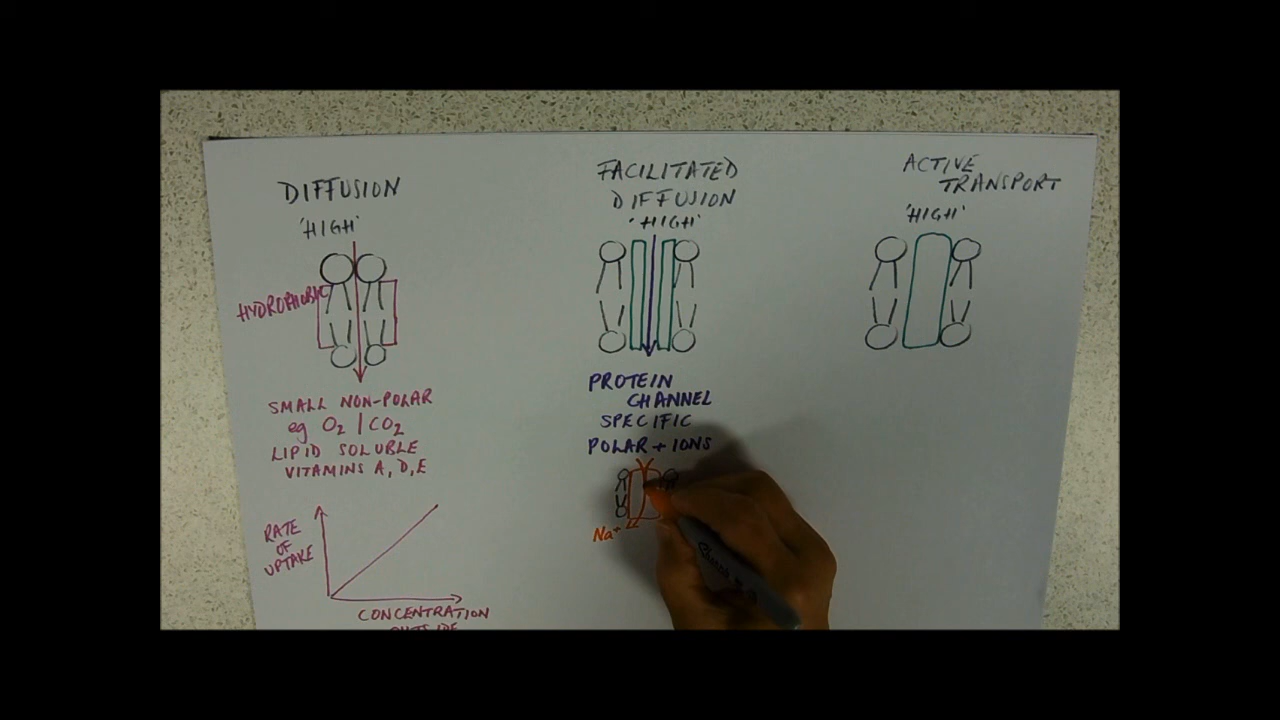 DIFFUSION
'HIGH'
HYDROPHOBIC
SMALL NON-POLAR
eg O2 / CO2
LIPID SOLUBLE
VITAMINS A, D, E
RATE
OF
UPTAKE
CONCENTRATION
OUTSIDE
FACILITATED
DIFFUSION
'HIGH'
PROTEIN
CHANNEL
SPECIFIC
POLAR + IONS
Na+
ACTIVE
TRANSPORT
'HIGH'